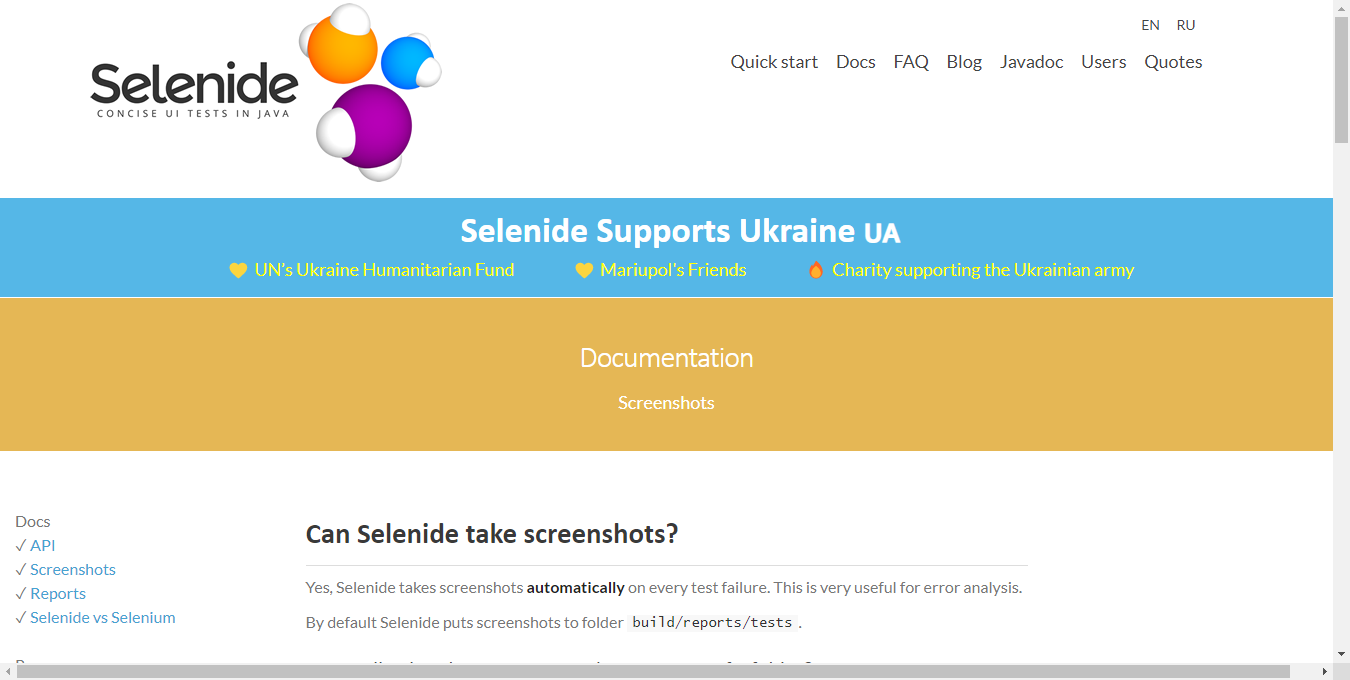 EN RU
Selenide
CONCISE UI TESTS IN JAVA
Quick start Docs FAQ Blog Javadoc Users Quotes
Selenide Supports Ukraine UA
UN’s Ukraine Humanitarian Fund Mariupol's Friends Charity supporting the Ukrainian army
Documentation
Screenshots
Docs
✓ API
✓ Screenshots
✓ Reports
✓ Selenide vs Selenium
Can Selenide take screenshots?
Yes, Selenide takes screenshots automatically on every test failure. This is very useful for error analysis.
By default Selenide puts screenshots to folder build/reports/tests .